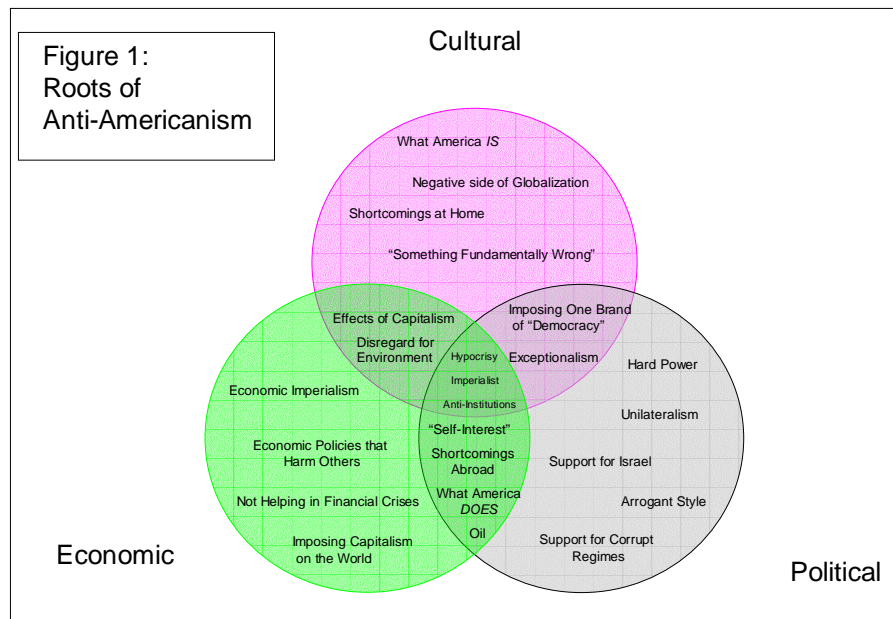 Figure 1:
Roots of
Anti-Americanism
Cultural
What America IS
Negative side of Globalization
Shortcomings at Home
“Something Fundamentally Wrong”
Effects of Capitalism
Disregard for
Environment
Imposing One Brand
of “Democracy”
Exceptionalism
Hypocrisy
Imperialist
Anti-Institutions
Economic Imperialism
Economic Policies that
Harm Others
Not Helping in Financial Crises
Imposing Capitalism
on the World
“Self-Interest”
Shortcomings
Abroad
What America
DOES
Oil
Hard Power
Unilateralism
Support for Israel
Arrogant Style
Support for Corrupt
Regimes
Economic
Political